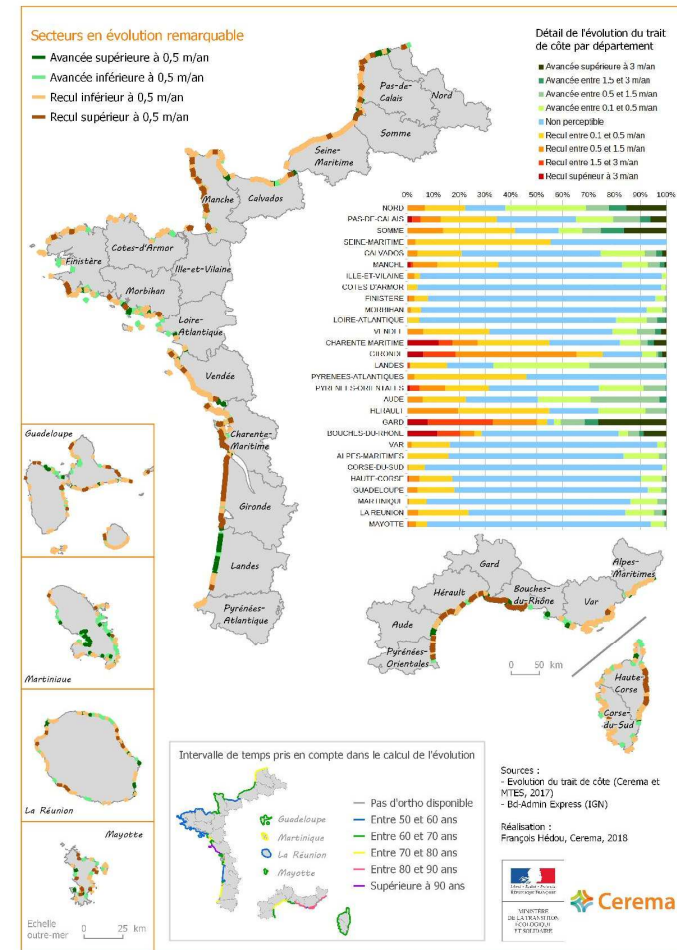 Secteurs en évolution remarquable
Avancée supérieure à 0,5 m/an
Avancée inférieure à 0,5 m/an
Recul inférieur à 0,5 m/an
Recul supérieur à 0,5 m/an
Détail de l'évolution du trait
de côte par département
Avancée supérieure à 3 m/an
Avancée entre 1.5 et 3 m/an
Avancée entre 0.5 et 1.5 m/an
Avancée entre 0.1 et 0.5 m/an
Non perceptible
Recul entre 0.1 et 0.5 m/an
Recul entre 0.5 et 1.5 m/an
Recul entre 1.5 et 3 m/an
Recul supérieur à 3 m/an
0% 10% 20% 30% 40% 50% 60% 70% 80% 90% 100%
NORD
PAS-DE-CALAIS
SOMME
SEINE-MARITIME
CALVADOS
MANCHE
ILLE-ET-VILAINE
COTES D'ARMOR
FINISTERE
MORBIHAN
LOIRE-ATLANTIQUE
VENDEE
CHARENTE MARITIME
GIRONDE
LANDES
PYRENEES-ATLANTIQUES
PYRENEES-ORIENTALES
AUDE
HERAULT
GARD
BOUCHES-DU-RHONE
VAR
ALPES-MARITIMES
CORSE-DU-SUD
HAUTE-CORSE
GUADELOUPE
MARTINIQUE
LA REUNION
MAYOTTE
Pas-de-
Calais
Nord
Somme
Seine-
Maritime
Manche
Calvados
Cotes-d'Armor
Finistère
Ille-et-Vilaine
Morbihan
Loire-
Atlantique
Vendée
Charente-
Maritime
Gironde
Landes
Pyrénées-
Atlantique
Guadeloupe
Martinique
La Réunion
Mayotte
Echelle
outre-mer
0 25 km
Gard
Alpes-
Maritimes
Hérault
Bouches-
du-Rhône
Var
Aude
Pyrénées-
Orientales
0 50 km
Haute-
Corse
Corse-
du-Sud
Intervalle de temps pris en compte dans le calcul de l'évolution
Guadeloupe
Martinique
La Réunion
Mayotte
Pas d'ortho disponible
Entre 50 et 60 ans
Entre 60 et 70 ans
Entre 70 et 80 ans
Entre 80 et 90 ans
Supérieure à 90 ans
Sources :
- Evolution du trait de côte (Cerema et
MTES, 2017)
- Bd-Admin Express (IGN)
Réalisation :
François Hédou, Cerema, 2018
Liberté • Égalité • Fraternité
RÉPUBLIQUE FRANÇAISE
MINISTÈRE
DE LA TRANSITION
ÉCOLOGIQUE
ET SOLIDAIRE
Cerema